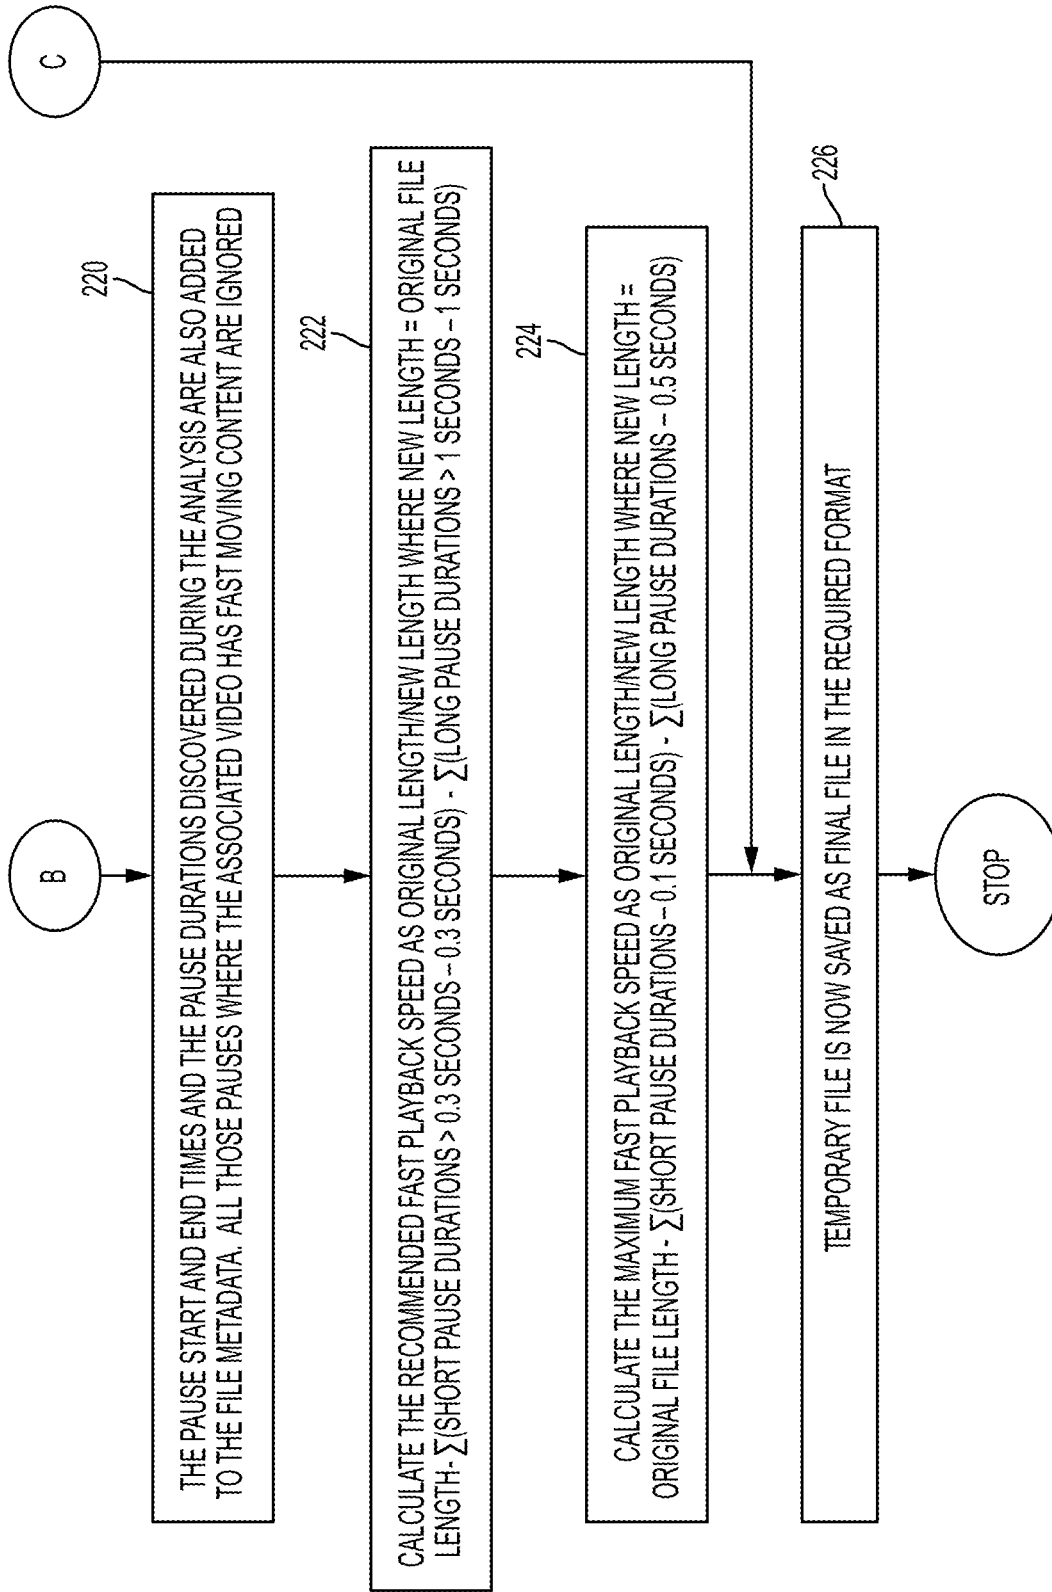 B
C
220
THE PAUSE START AND END TIMES AND THE PAUSE DURATIONS DISCOVERED DURING THE ANALYSIS ARE ALSO ADDED
TO THE FILE METADATA. ALL THOSE PAUSES WHERE THE ASSOCIATED VIDEO HAS FAST MOVING CONTENT ARE IGNORED
222
CALCULATE THE RECOMMENDED FAST PLAYBACK SPEED AS ORIGINAL LENGTH/NEW LENGTH WHERE NEW LENGTH = ORIGINAL FILE
LENGTH- ∑(SHORT PAUSE DURATIONS > 0.3 SECONDS – 0.3 SECONDS) - ∑(LONG PAUSE DURATIONS > 1 SECONDS – 1 SECONDS)
224
CALCULATE THE MAXIMUM FAST PLAYBACK SPEED AS ORIGINAL LENGTH/NEW LENGTH WHERE NEW LENGTH =
ORIGINAL FILE LENGTH - ∑(SHORT PAUSE DURATIONS – 0.1 SECONDS) - ∑(LONG PAUSE DURATIONS – 0.5 SECONDS)
226
TEMPORARY FILE IS NOW SAVED AS FINAL FILE IN THE REQUIRED FORMAT
STOP